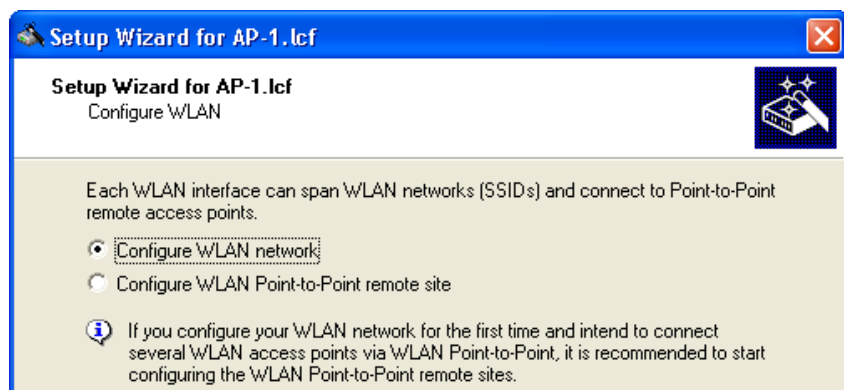 Setup Wizard for AP-1.lcf
Setup Wizard for AP-1.lcf
Configure WLAN
Each WLAN interface can span WLAN networks (SSIDs) and connect to Point-to-Point
remote access points.
Configure WLAN network
Configure WLAN Point-to-Point remote site
If you configure your WLAN network for the first time and intend to connect
several WLAN access points via WLAN Point-to-Point, it is recommended to start
configuring the WLAN Point-to-Point remote sites.